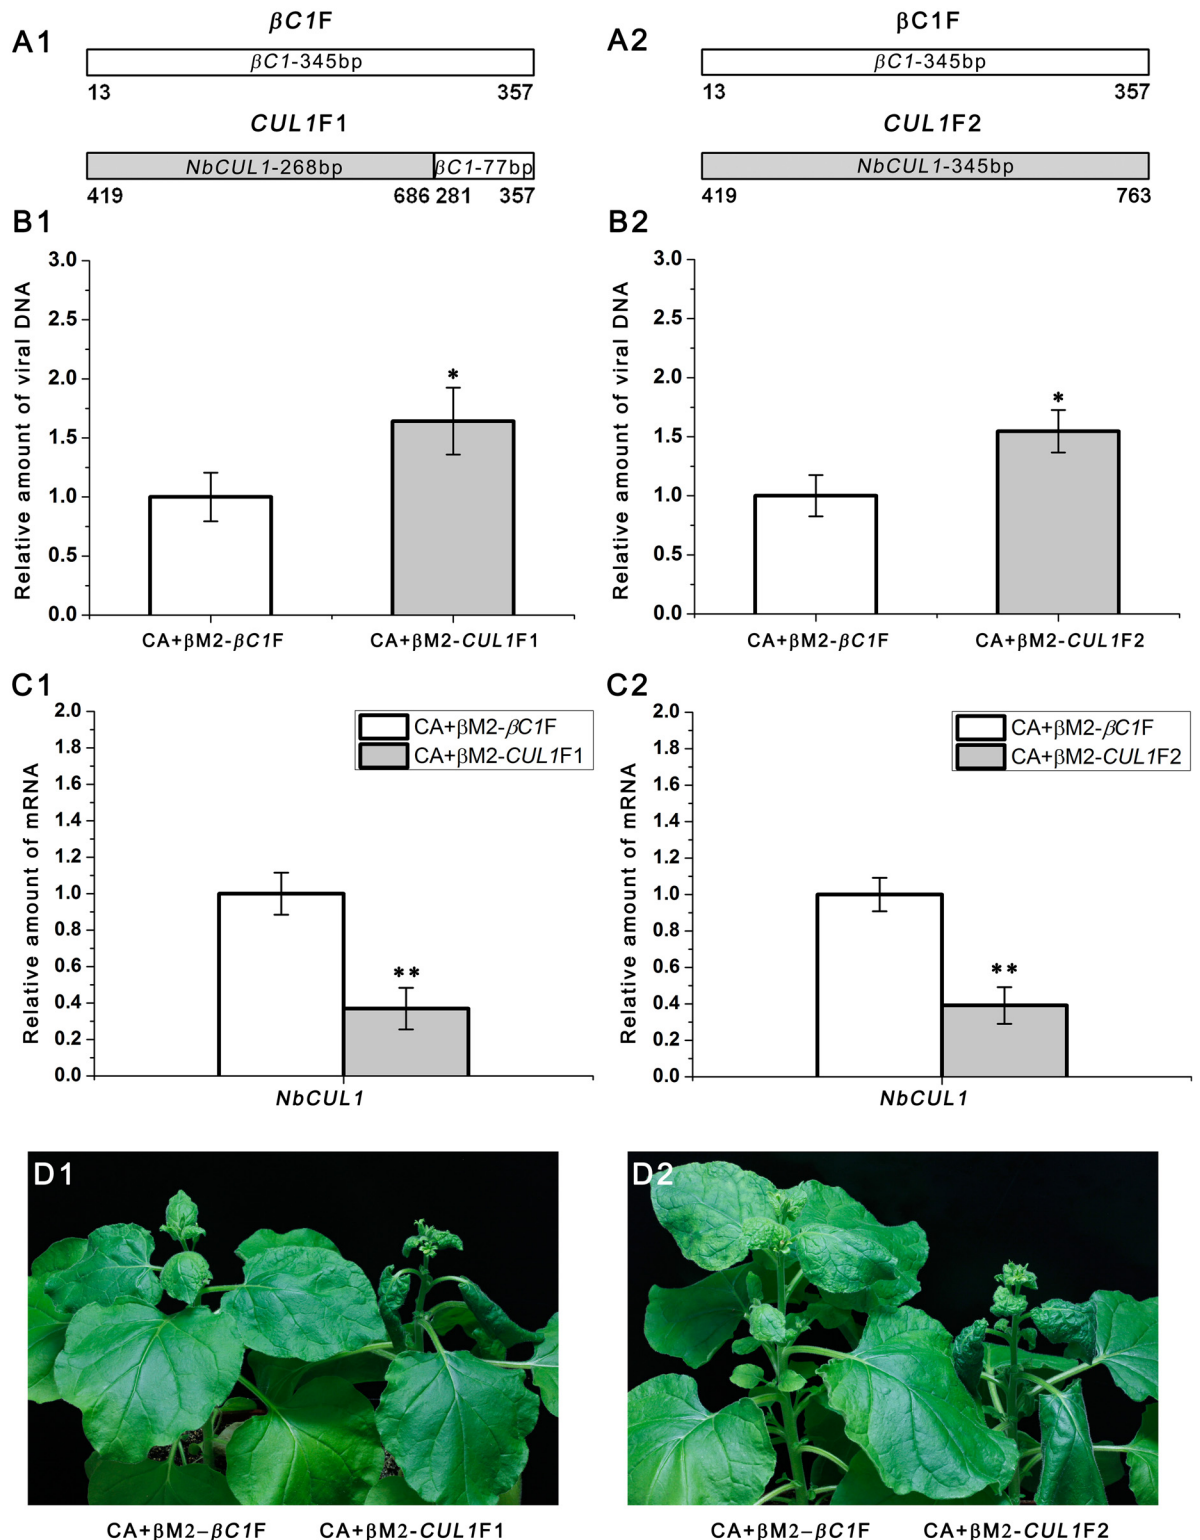 βC1F
A1
βC1-345bp
13 357
CUL1F1
NbCUL1-268bp βC1-77bp
419 686 281 357
βC1F
A2
βC1-345bp
13 357
CUL1F2
NbCUL1-345bp
419 763
B1
Relative amount of viral DNA
3.0
2.5
2.0
1.5
1.0
0.5
0.0
*
CA+βM2-βC1F CA+βM2-CUL1F1
B2
Relative amount of viral DNA
3.0
2.5
2.0
1.5
1.0
0.5
0.0
*
CA+βM2-βC1F CA+βM2-CUL1F2
C1
Relative amount of mRNA
2.0
1.8
1.6
1.4
1.2
1.0
0.8
0.6
0.4
0.2
0.0
CA+βM2-βC1F
CA+βM2-CUL1F1
**
NbCUL1
C2
Relative amount of mRNA
2.0
1.8
1.6
1.4
1.2
1.0
0.8
0.6
0.4
0.2
0.0
CA+βM2-βC1F
CA+βM2-CUL1F2
**
NbCUL1
D1
CA+βM2–βC1F CA+βM2-CUL1F1
D2
CA+βM2–βC1F CA+βM2-CUL1F2